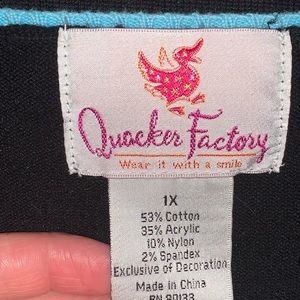 Quacker Factory
Wear it with a smile
1X
53% Cotton
35% Acrylic
10% Nylon
2% Spandex
Exclusive of Decoration
Made in China
RN 90133